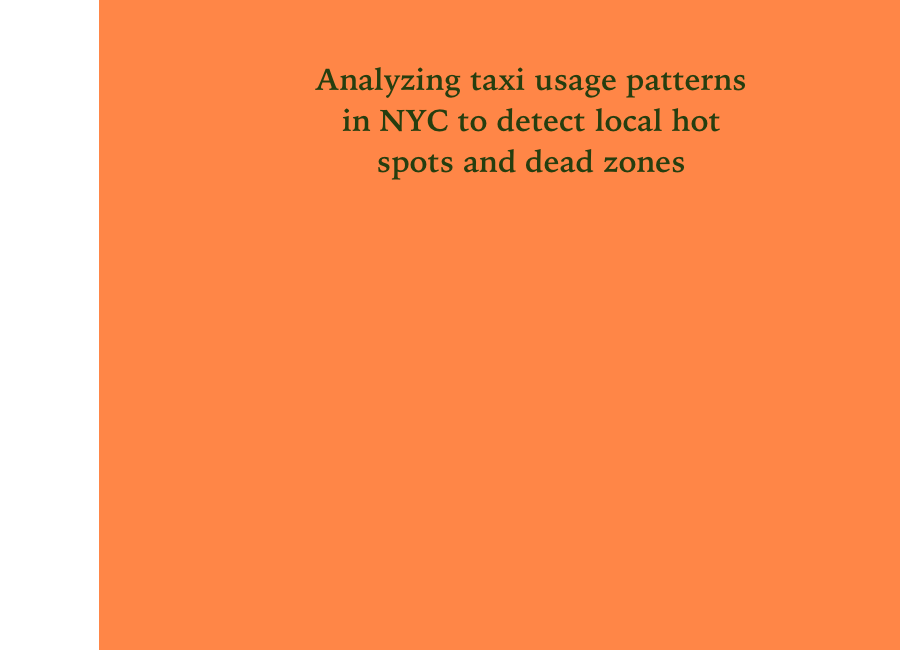 Analyzing taxi usage patterns
in NYC to detect local hot
spots and dead zones